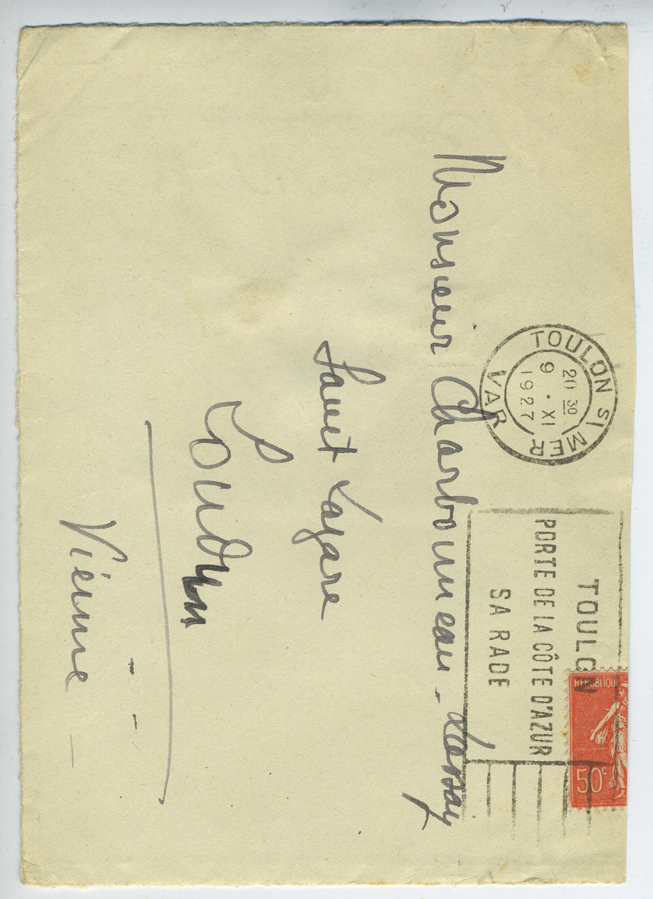 TOULON S/MER
20 30
9 • XI
1927
VAR
TOULON
PORTE DE LA CÔTE D'AZUR
SA RADE
REPUBLIQUE
50c
Monsieur Charbonneau-Lassay
Saint Lazare
Loudun
Vienne